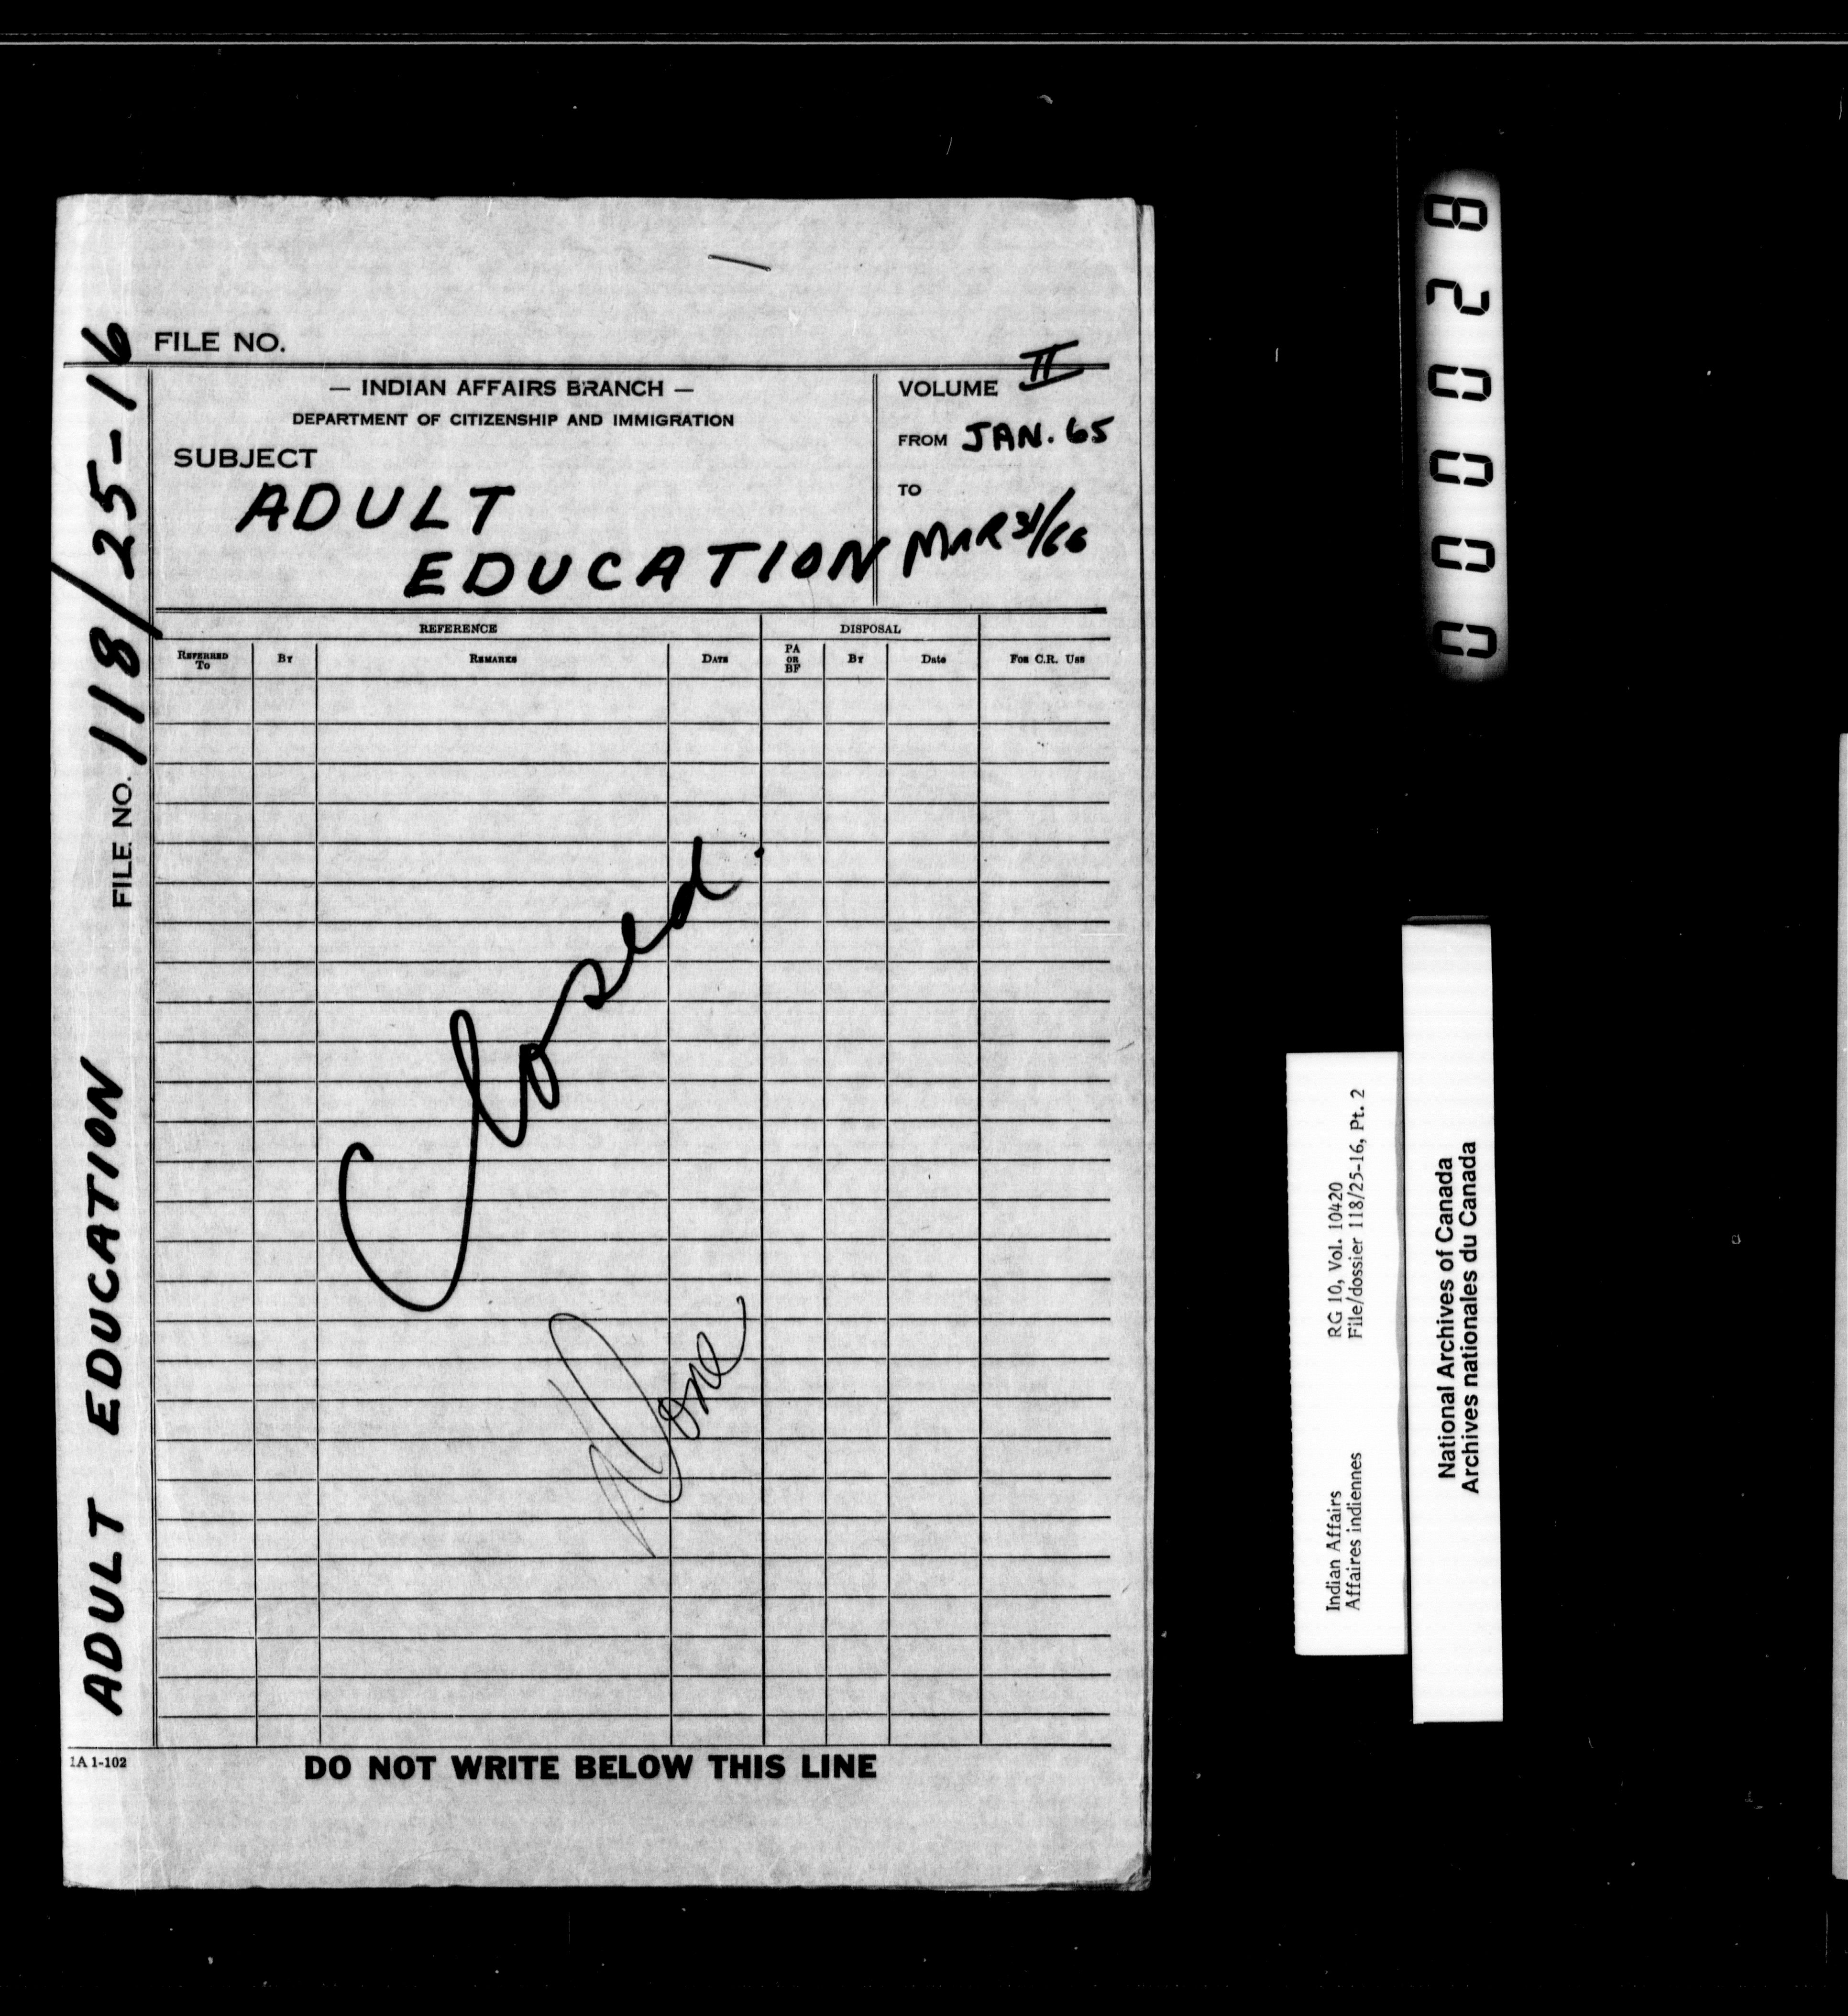 FILE NO.
— INDIAN AFFAIRS BRANCH —
DEPARTMENT OF CITIZENSHIP AND IMMIGRATION
SUBJECT
ADULT
EDUCATION
VOLUME II
FROM JAN. 65
TO
MAR 31/66
REFERENCE
DISPOSAL
REFERRED TO
BY
REMARKS
DATE
PA OR BF
BY
Date
FOR C.R. USE
Closed.
Done
1A 1-102
DO NOT WRITE BELOW THIS LINE
ADULT EDUCATION FILE NO. 118/25-16
000028
Indian Affairs
Affaires indiennes
RG 10, Vol. 10420
File/dossier 118/25-16, Pt. 2
National Archives of Canada
Archives nationales du Canada